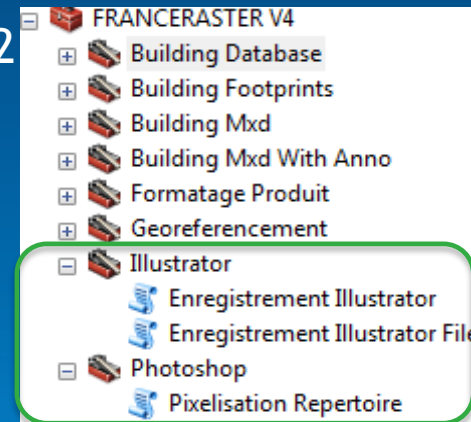 FRANCERASTER V4
2
Building Database
Building Footprints
Building Mxd
Building Mxd With Anno
Formatage Produit
Georeferencement
Illustrator
Enregistrement Illustrator
Enregistrement Illustrator File
Photoshop
Pixelisation Repertoire